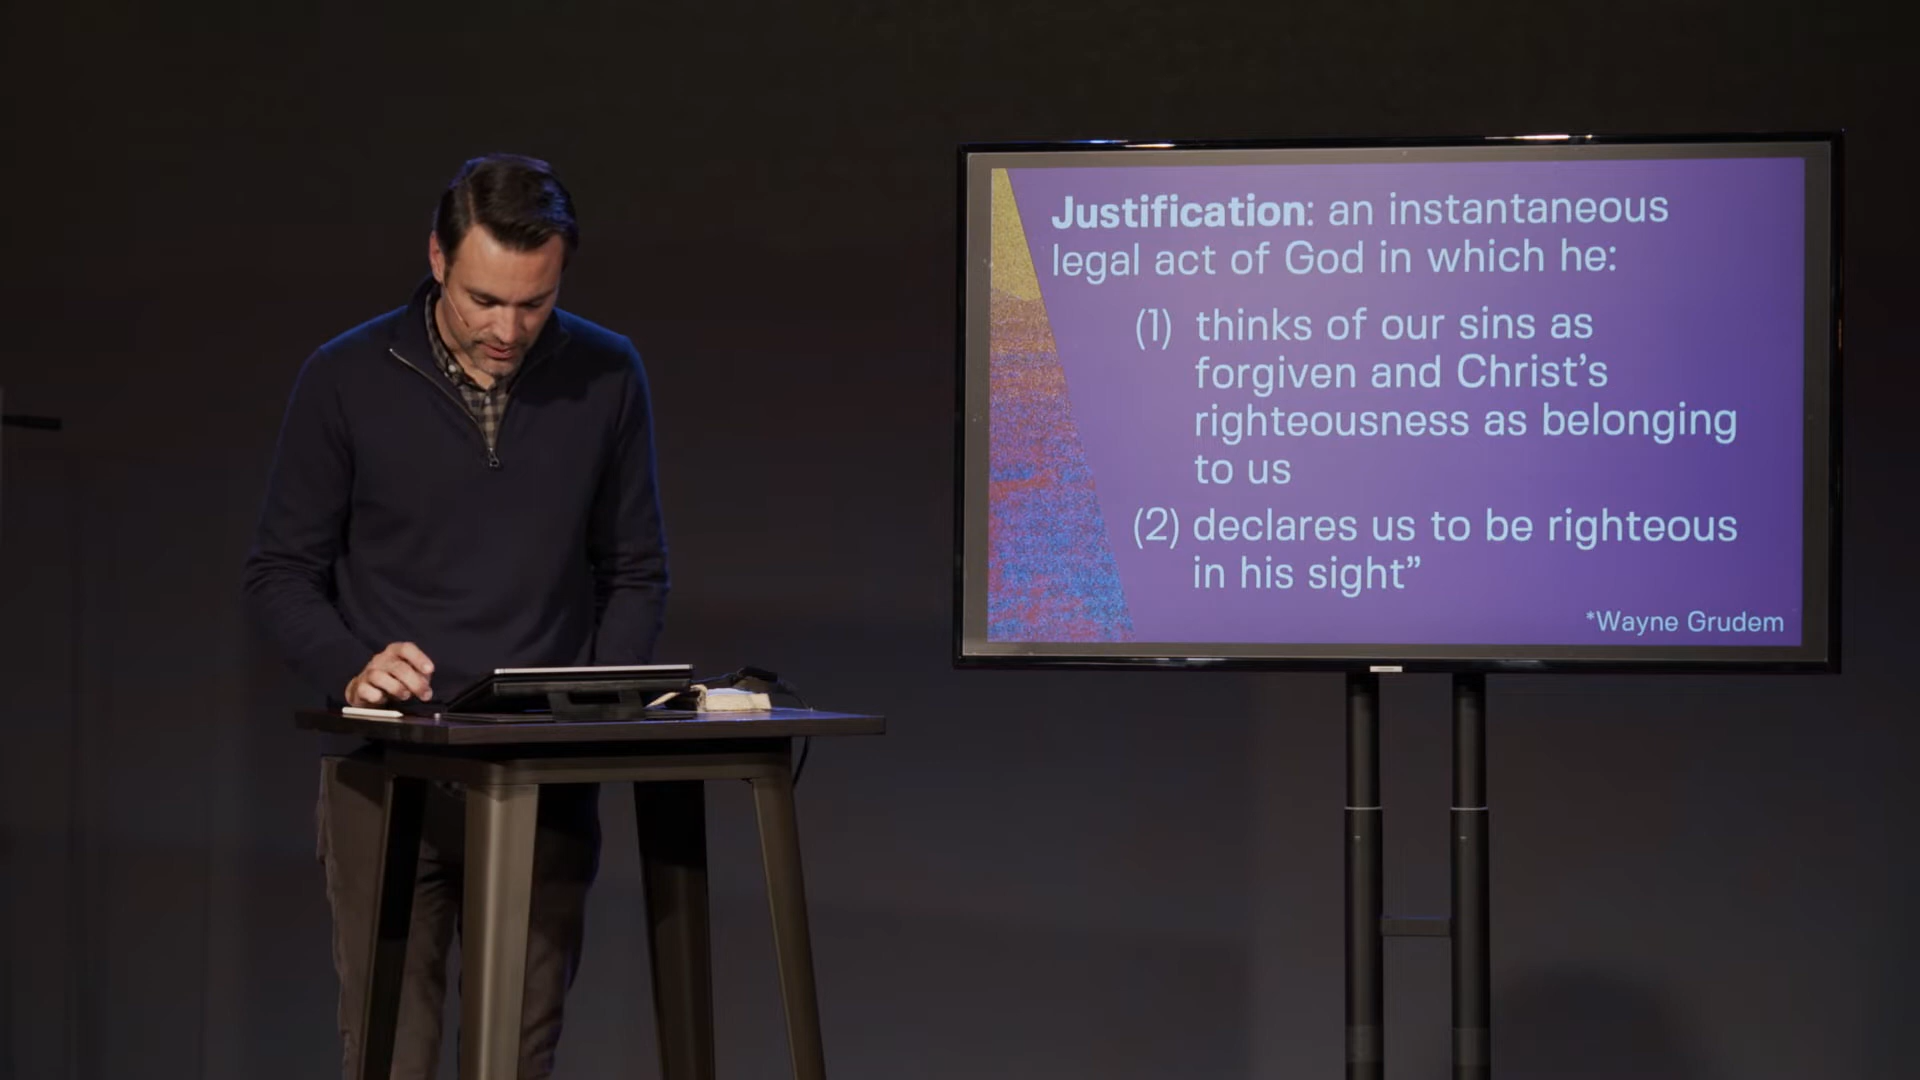 Justification: an instantaneous
legal act of God in which he:
(1) thinks of our sins as
forgiven and Christ’s
righteousness as belonging
to us
(2) declares us to be righteous
in his sight”
*Wayne Grudem